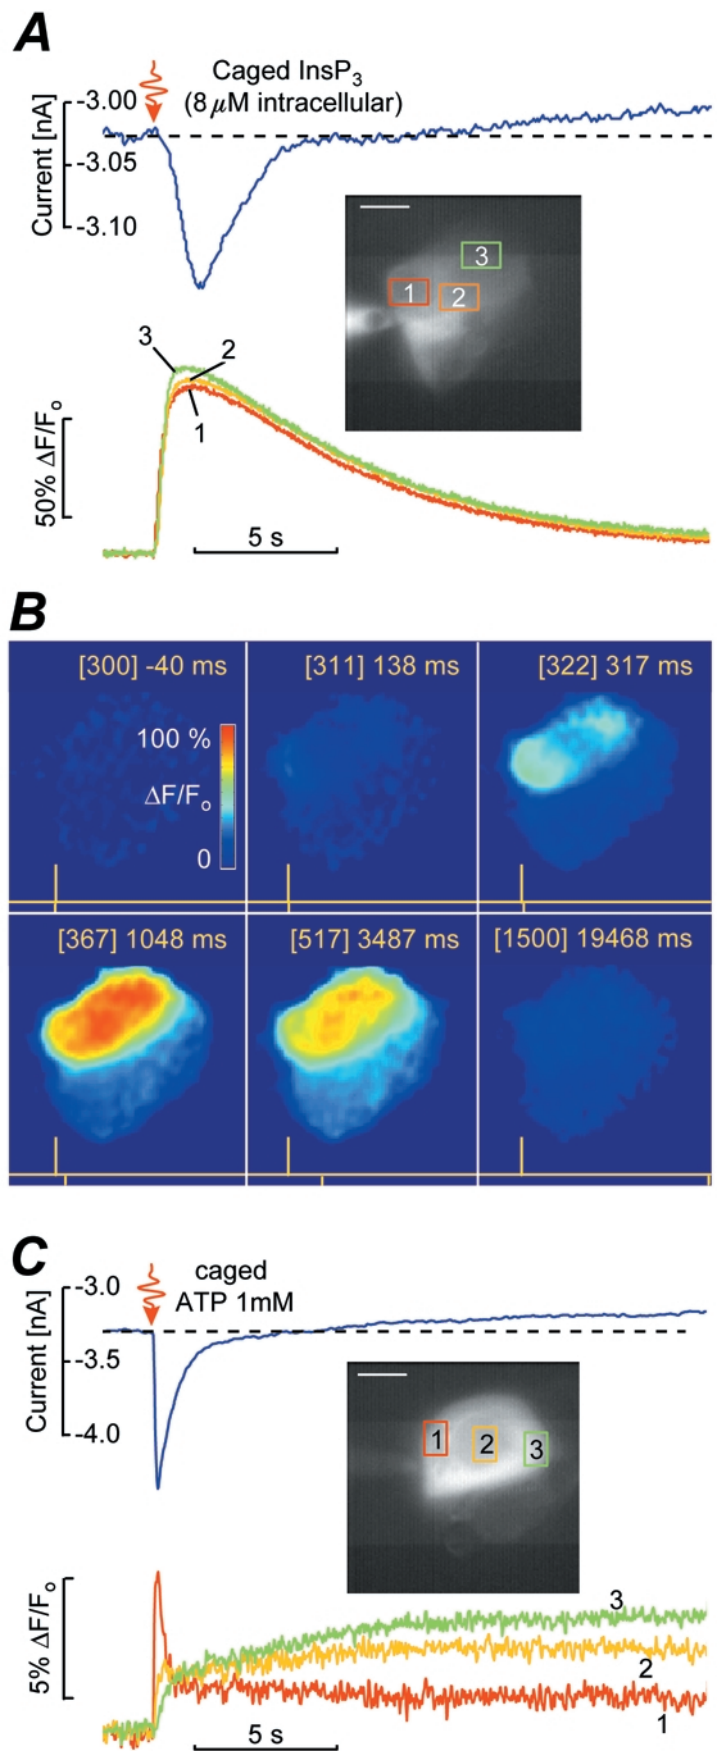 A
Caged InsP3
(8 μM intracellular)
Current [nA]
-3.00
-3.05
-3.10
3
1
2
3
2
1
50% ΔF/Fo
5 s
B
[300] -40 ms
[311] 138 ms
[322] 317 ms
100 %
ΔF/Fo
0
[367] 1048 ms
[517] 3487 ms
[1500] 19468 ms
C
caged
ATP 1mM
Current [nA]
-3.0
-3.5
-4.0
1
2
3
5% ΔF/Fo
3
2
1
5 s